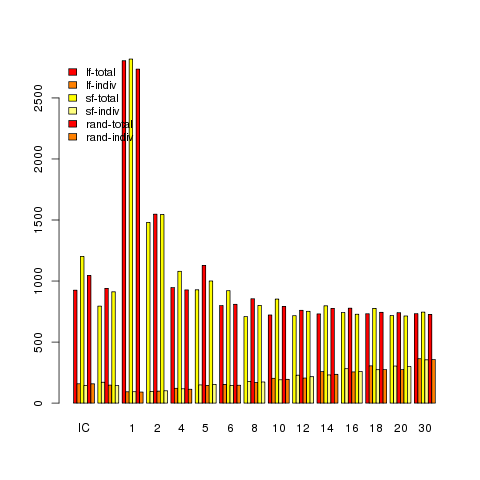 lf-total
lf-indiv
sf-total
sf-indiv
rand-total
rand-indiv
2500
2000
1500
1000
500
0
IC 1 2 4 5 6 8 10 12 14 16 18 20 30